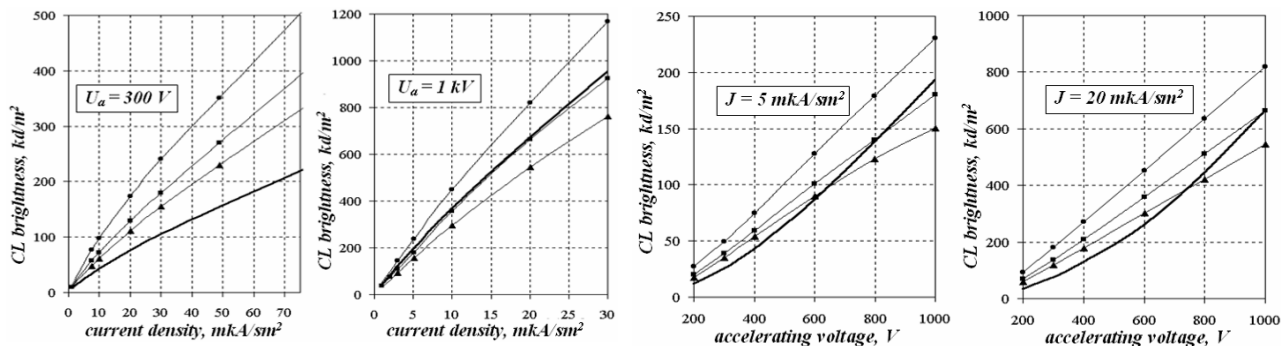 CL brightness, kd/m²
500
400
300
200
100
0
Uₐ = 300 V
0 10 20 30 40 50 60 70
current density, mkA/sm²
CL brightness, kd/m²
1200
1000
800
600
400
200
0
Uₐ = 1 kV
0 5 10 15 20 25 30
current density, mkA/sm²
CL brightness, kd/m²
250
200
150
100
50
0
J = 5 mkA/sm²
200 400 600 800 1000
accelerating voltage, V
CL brightness, kd/m²
1000
800
600
400
200
0
J = 20 mkA/sm²
200 400 600 800 1000
accelerating voltage, V